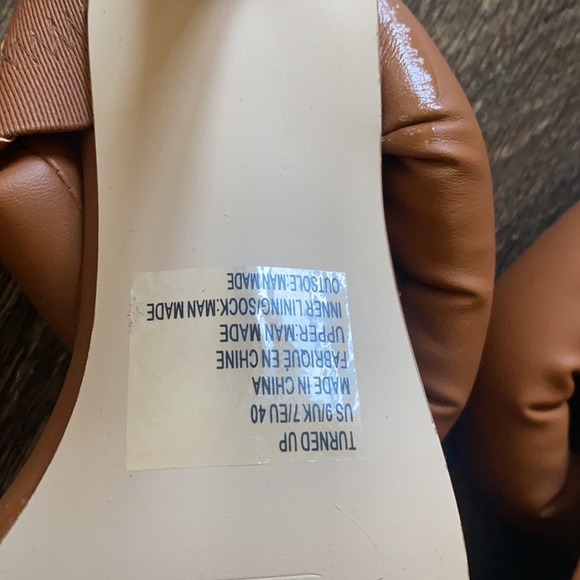 TURNED UP
US 9/UK 7/EU 40
MADE IN CHINA
FABRIQUÉ EN CHINE
UPPER:MAN MADE
INNER LINING/SOCK:MAN MADE
OUTSOLE:MAN MADE